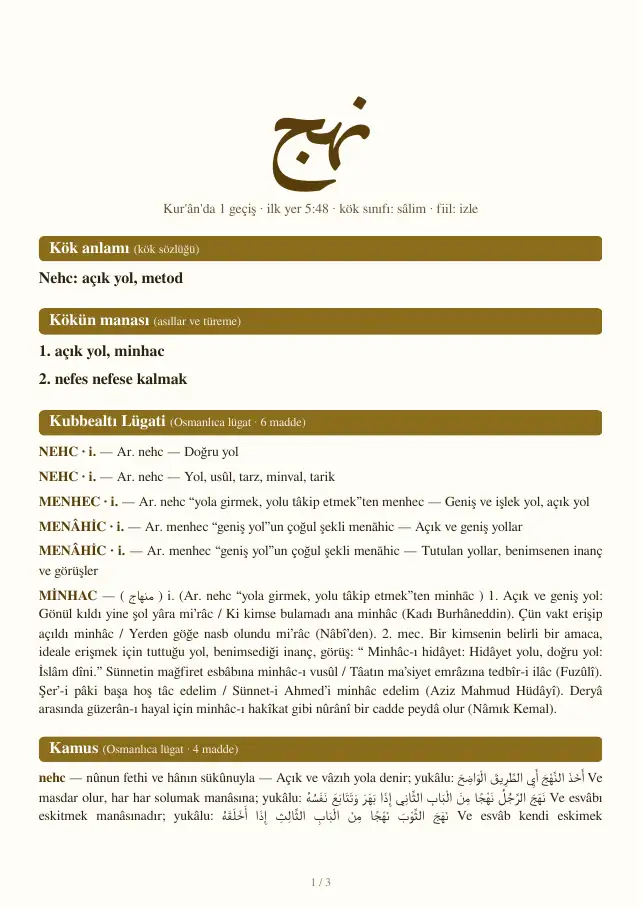 نهج
Kur'ân'da 1 geçiş · ilk yer 5:48 · kök sınıfı: sâlim · fiil: izle
Kök anlamı (kök sözlüğü)
Nehc: açık yol, metod
Kökün manası (asıllar ve türeme)
1. açık yol, minhac
2. nefes nefese kalmak
Kubbealtı Lügati (Osmanlıca lügat · 6 madde)
NEHC · i. — Ar. nehc — Doğru yol
NEHC · i. — Ar. nehc — Yol, usûl, tarz, minval, tarik
MENHEC · i. — Ar. nehc “yola girmek, yolu tâkip etmek”ten menhec — Geniş ve işlek yol, açık yol
MENÂHİC · i. — Ar. menhec “geniş yol”un çoğul şekli menāhic — Açık ve geniş yollar
MENÂHİC · i. — Ar. menhec “geniş yol”un çoğul şekli menāhic — Tutulan yollar, benimsenen inanç
ve görüşler
MİNHAC — ( منهاج ) i. (Ar. nehc “yola girmek, yolu tâkip etmek”ten minhāc ) 1. Açık ve geniş yol:
Gönül kıldı yine şol yâra mi’râc / Ki kimse bulamadı ana minhâc (Kadı Burhâneddin). Çün vakt erişip
açıldı minhâc / Yerden göğe nasb olundu mi’râc (Nâbî’den). 2. mec. Bir kimsenin belirli bir amaca,
ideale erişmek için tuttuğu yol, benimsediği inanç, görüş: “ Minhâc-ı hidâyet: Hidâyet yolu, doğru yol:
İslâm dîni.” Sünnetin mağfiret esbâbına minhâc-ı vusûl / Tâatın ma’siyet emrâzına tedbîr-i ilâc (Fuzûlî).
Şer’-i pâki başa hoş tâc edelim / Sünnet-i Ahmed’i minhâc edelim (Aziz Mahmud Hüdâyî). Deryâ
arasında güzerân-ı hayal için minhâc-ı hakîkat gibi nûrânî bir cadde peydâ olur (Nâmık Kemal).
Kamus (Osmanlıca lügat · 4 madde)
nehc — nûnun fethi ve hânın sükûnuyla — Açık ve vâzıh yola denir; yukâlu: أَخَذَ النَّهْجَ أَيِ الطَّرِيقَ الْوَاضِحَ Ve
masdar olur, har har solumak manâsına; yukâlu: نَهَجَ الرَّجُلُ نَهْجًا مِنَ الْبَابِ الثَّانِي إِذَا بَهَرَ وَتَتَابَعَ نَفَسُهُ Ve esvâbı
eskitmek manâsınadır; yukâlu: نَهَجَ الثَّوْبَ نَهْجًا مِنَ الْبَابِ الثَّالِثِ إِذَا أَخْلَقَهُ Ve esvâb kendi eskimek
1 / 3